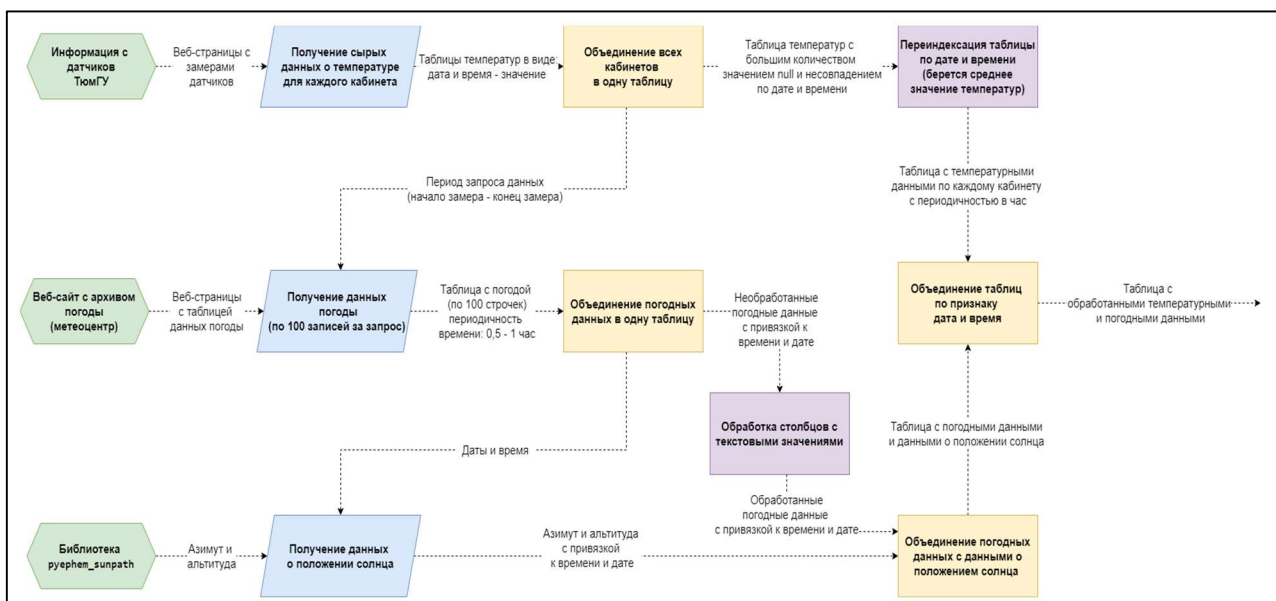 Информация с
датчиков
ТюмГУ
Веб-страницы с
замерами
датчиков
Получение сырых
данных о температуре
для каждого кабинета
Таблицы температур в виде:
дата и время - значение
Объединение всех
кабинетов
в одну таблицу
Таблица температур с
большим количеством
значением null и несовпадением
по дате и времени
Переиндексация таблицы
по дате и времени
(берется среднее
значение температур)
Период запроса данных
(начало замера - конец замера)
Таблица с температурными
данными по каждому кабинету
с периодичностью в час
Веб-сайт с архивом
погоды
(метеоцентр)
Веб-страницы
с таблицей
данных погоды
Получение данных
погоды
(по 100 записей за запрос)
Таблица с погодой
(по 100 строчек)
периодичность
времени: 0,5 - 1 час
Объединение погодных
данных в одну таблицу
Необработанные
погодные данные
с привязкой к
времени и дате
Объединение таблиц
по признаку
дата и время
Таблица с
обработанными температурными
и погодными данными
Обработка столбцов с
текстовыми значениями
Таблица с погодными данными
и данными о положении солнца
Даты и время
Обработанные
погодные данные
с привязкой к времени и дате
Библиотека
pyephem_sunpath
Азимут и
альтитуда
Получение данных
о положении солнца
Азимут и альтитуда
с привязкой
к времени и дате
Объединение погодных
данных с данными о
положением солнца